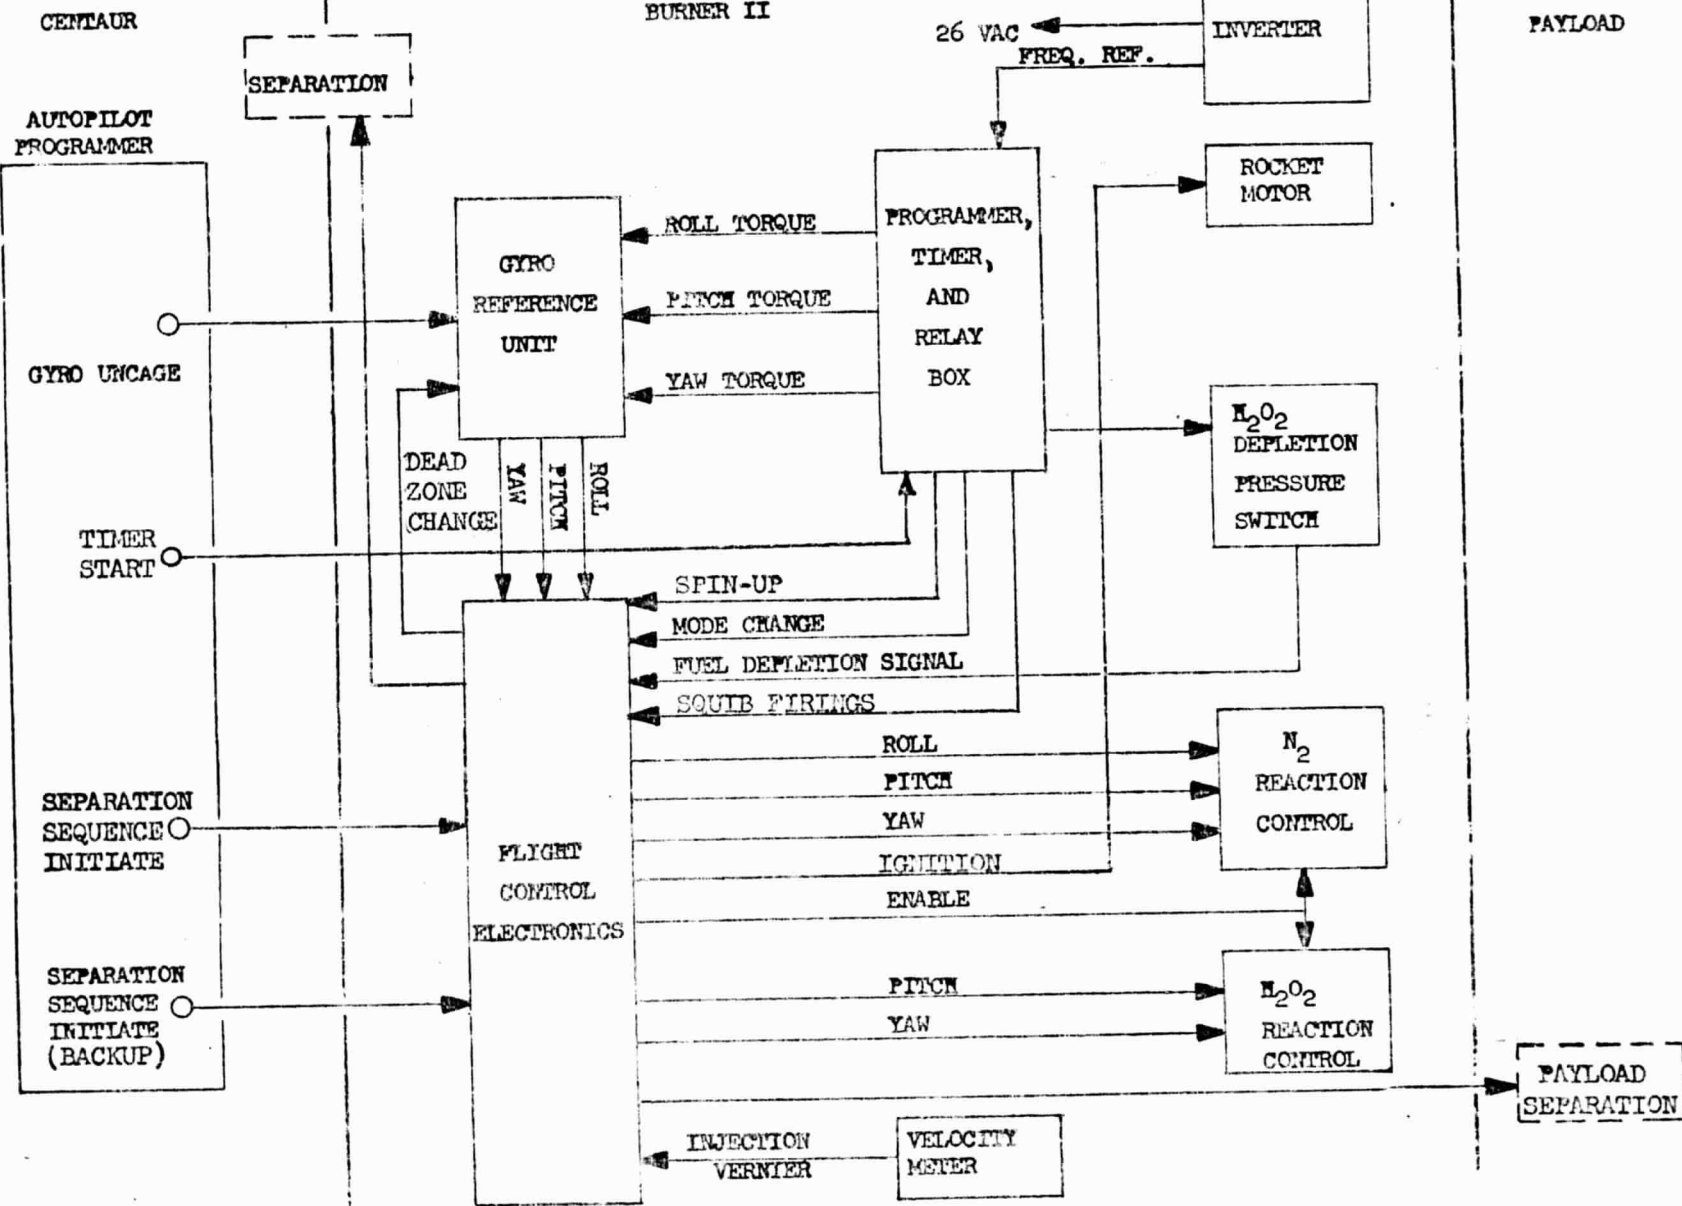 CENTAUR
BURNER II
PAYLOAD
26 VAC
INVERTER
FREQ. REF.
SEPARATION
AUTOPILOT
PROGRAMMER
ROCKET
MOTOR
PROGRAMMER,
TIMER,
AND
RELAY
BOX
ROLL TORQUE
PITCH TORQUE
YAW TORQUE
GYRO
REFERENCE
UNIT
GYRO UNCAGE
H2O2
DEPLETION
PRESSURE
SWITCH
DEAD
ZONE
CHANGE
YAW
PITCH
ROLL
TIMER
START
SPIN-UP
MODE CHANGE
FUEL DEPLETION SIGNAL
SQUIB FIRINGS
ROLL
PITCH
YAW
N2
REACTION
CONTROL
IGNITION
ENABLE
SEPARATION
SEQUENCE
INITIATE
FLIGHT
CONTROL
ELECTRONICS
SEPARATION
SEQUENCE
INITIATE
(BACKUP)
PITCH
YAW
H2O2
REACTION
CONTROL
PAYLOAD
SEPARATION
INJECTION
VERNIER
VELOCITY
METER